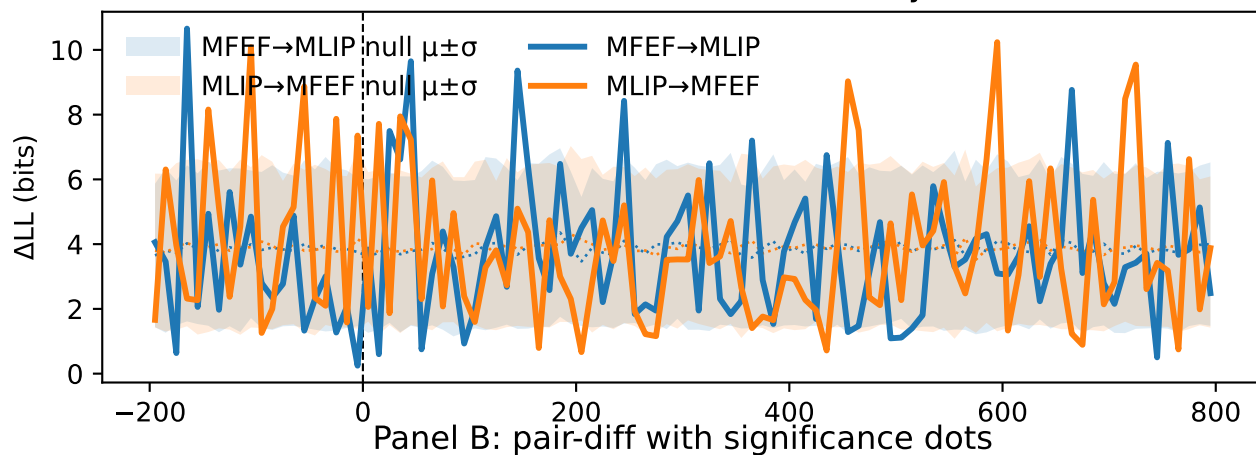 MFEF→MLIP null μ±σ
MLIP→MFEF null μ±σ
MFEF→MLIP
MLIP→MFEF
ΔLL (bits)
10
8
6
4
2
0
−200 0 200 400 600 800
Panel B: pair-diff with significance dots